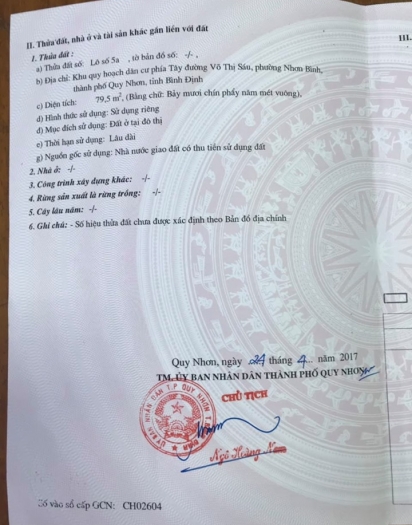 II. Thửa đất, nhà ở và tài sản khác gắn liền với đất
III.
1. Thửa đất:
a) Thửa đất số: Lô số 5a , tờ bản đồ số: -/- ,
b) Địa chỉ: Khu quy hoạch dân cư phía Tây đường Võ Thị Sáu, phường Nhơn Bình,
thành phố Quy Nhơn, tỉnh Bình Định
c) Diện tích: 79,5 m², (Bằng chữ: Bảy mươi chín phẩy năm mét vuông),
d) Hình thức sử dụng: Sử dụng riêng
đ) Mục đích sử dụng: Đất ở tại đô thị
e) Thời hạn sử dụng: Lâu dài
g) Nguồn gốc sử dụng: Nhà nước giao đất có thu tiền sử dụng đất
2. Nhà ở: -/-
3. Công trình xây dựng khác: -/-
4. Rừng sản xuất là rừng trồng: -/-
5. Cây lâu năm: -/-
6. Ghi chú: - Số hiệu thửa đất chưa được xác định theo Bản đồ địa chính
Quy Nhơn, ngày 24 tháng 4 năm 2017
TM. ỦY BAN NHÂN DÂN THÀNH PHỐ QUY NHƠN
CHỦ TỊCH
ỦY BAN NHÂN DÂN T.P QUY NHƠN
Ngô Hoàng Nam
Số vào sổ cấp GCN: CH02604